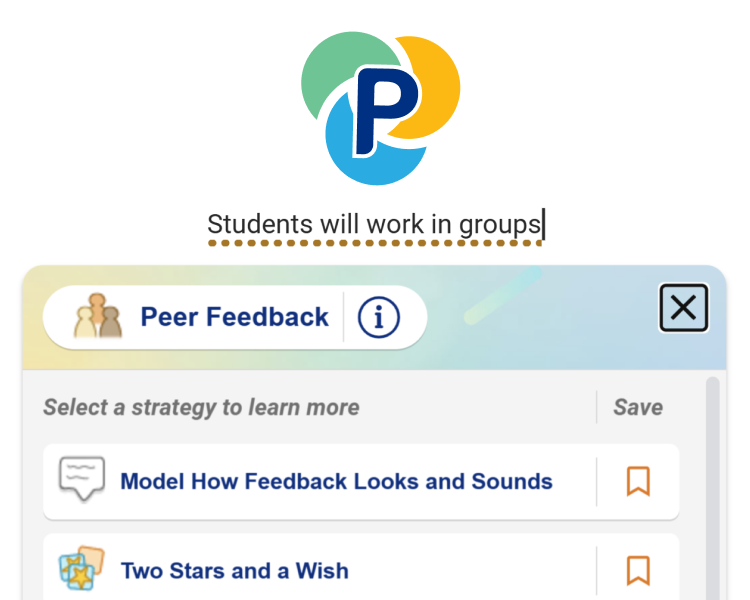 P
Students will work in groups
Peer Feedback i
Select a strategy to learn more Save
Model How Feedback Looks and Sounds
Two Stars and a Wish